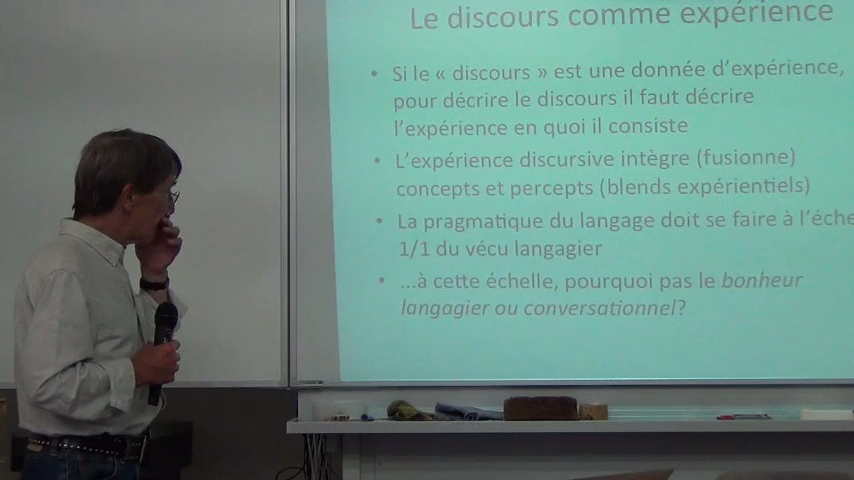 Le discours comme expérience
• Si le « discours » est une donnée d'expérience,
pour décrire le discours il faut décrire
l'expérience en quoi il consiste
• L'expérience discursive intègre (fusionne)
concepts et percepts (blends expérientiels)
• La pragmatique du langage doit se faire à l'éche
1/1 du vécu langagier
• ...à cette échelle, pourquoi pas le bonheur
langagier ou conversationnel?